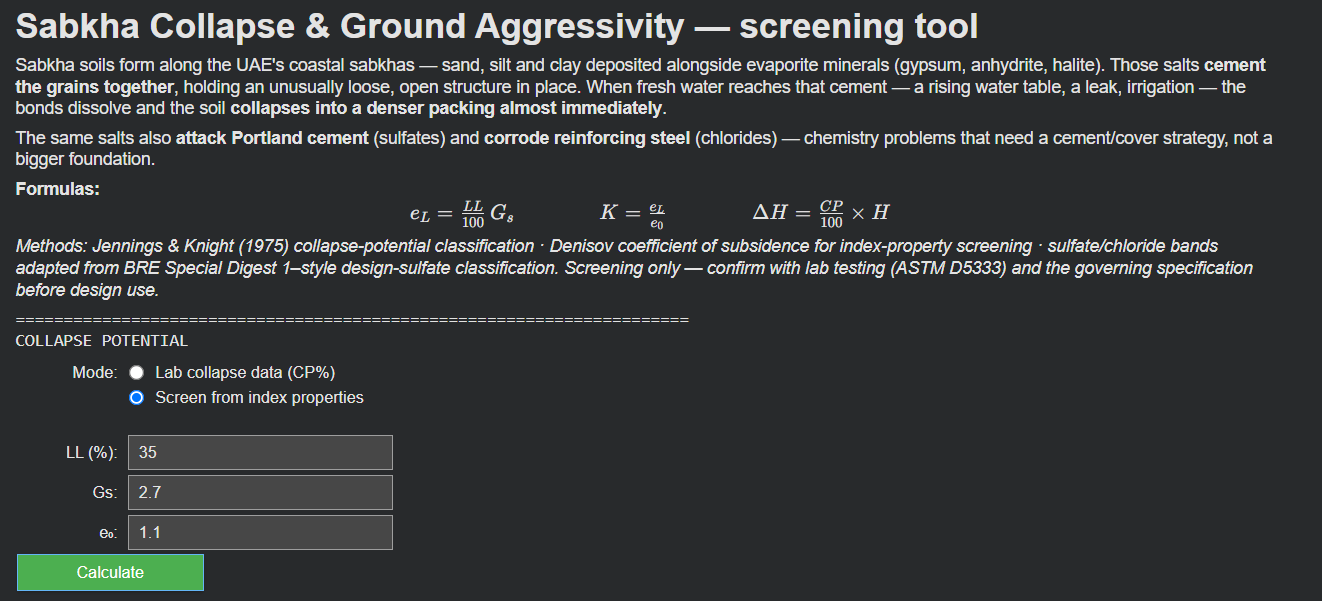 Sabkha Collapse & Ground Aggressivity — screening tool
Sabkha soils form along the UAE's coastal sabkhas — sand, silt and clay deposited alongside evaporite minerals (gypsum, anhydrite, halite). Those salts cement
the grains together, holding an unusually loose, open structure in place. When fresh water reaches that cement — a rising water table, a leak, irrigation — the
bonds dissolve and the soil collapses into a denser packing almost immediately.
The same salts also attack Portland cement (sulfates) and corrode reinforcing steel (chlorides) — chemistry problems that need a cement/cover strategy, not a
bigger foundation.
Formulas:
e_L = LL/100 G_s    K = e_L/e_0    ΔH = CP/100 × H
Methods: Jennings & Knight (1975) collapse-potential classification · Denisov coefficient of subsidence for index-property screening · sulfate/chloride bands
adapted from BRE Special Digest 1–style design-sulfate classification. Screening only — confirm with lab testing (ASTM D5333) and the governing specification
before design use.
======================================================================
COLLAPSE POTENTIAL
Mode: Lab collapse data (CP%)
Screen from index properties
LL (%): 35
Gs: 2.7
e₀: 1.1
Calculate